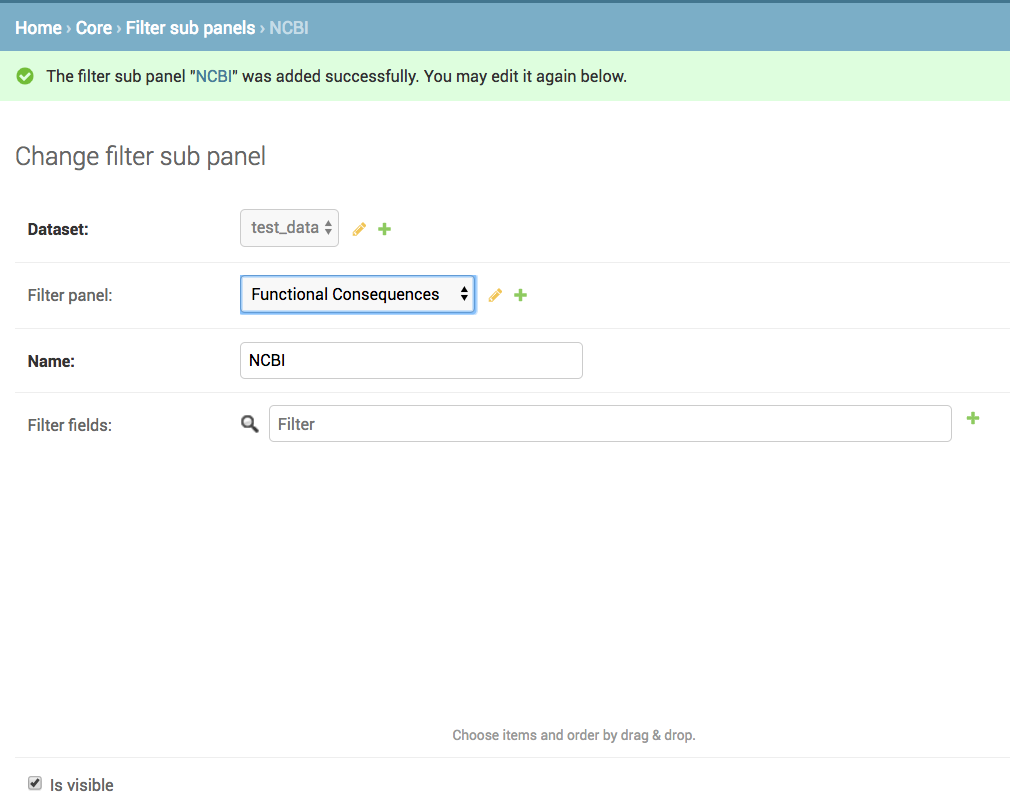 Home › Core › Filter sub panels › NCBI
The filter sub panel "NCBI" was added successfully. You may edit it again below.
Change filter sub panel
Dataset: test_data
Filter panel: Functional Consequences
Name: NCBI
Filter fields: Filter
Choose items and order by drag & drop.
Is visible